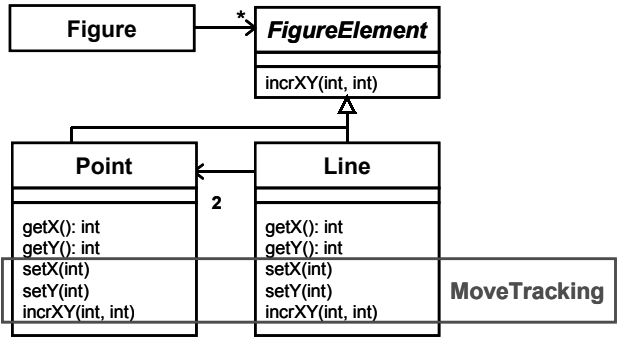 Figure
*
FigureElement
incrXY(int, int)
Point
Line
2
getX(): int
getY(): int
setX(int)
setY(int)
incrXY(int, int)
getX(): int
getY(): int
setX(int)
setY(int)
incrXY(int, int)
MoveTracking